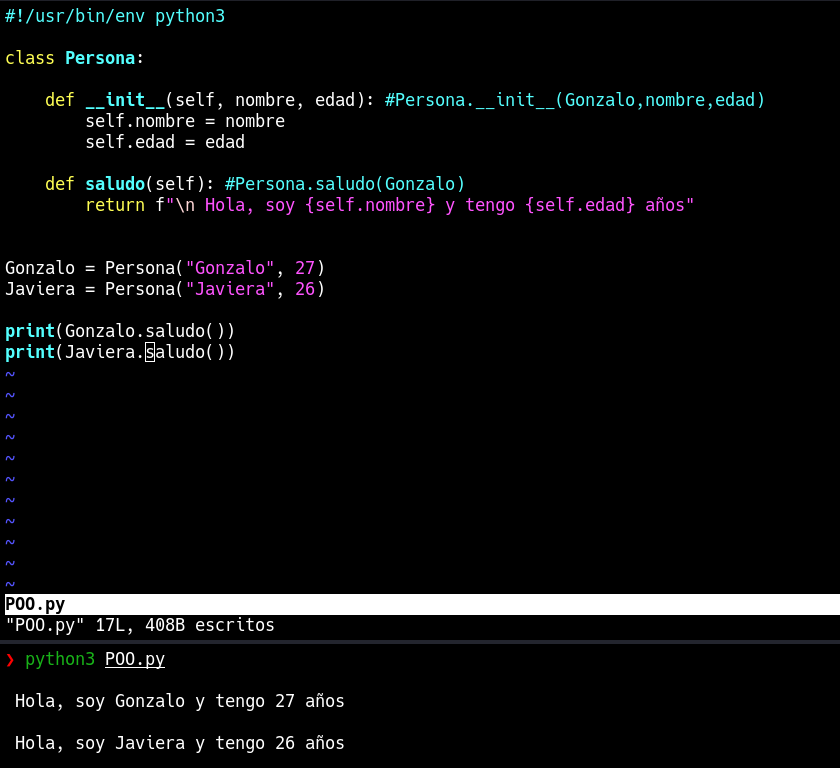 #!/usr/bin/env python3
class Persona:
    def __init__(self, nombre, edad): #Persona.__init__(Gonzalo,nombre,edad)
        self.nombre = nombre
        self.edad = edad
    def saludo(self): #Persona.saludo(Gonzalo)
        return f"\n Hola, soy {self.nombre} y tengo {self.edad} años"
Gonzalo = Persona("Gonzalo", 27)
Javiera = Persona("Javiera", 26)
print(Gonzalo.saludo())
print(Javiera.saludo())
~
~
~
~
~
~
~
~
~
~
~
POO.py
"POO.py" 17L, 408B escritos
❯ python3 POO.py
 Hola, soy Gonzalo y tengo 27 años
 Hola, soy Javiera y tengo 26 años